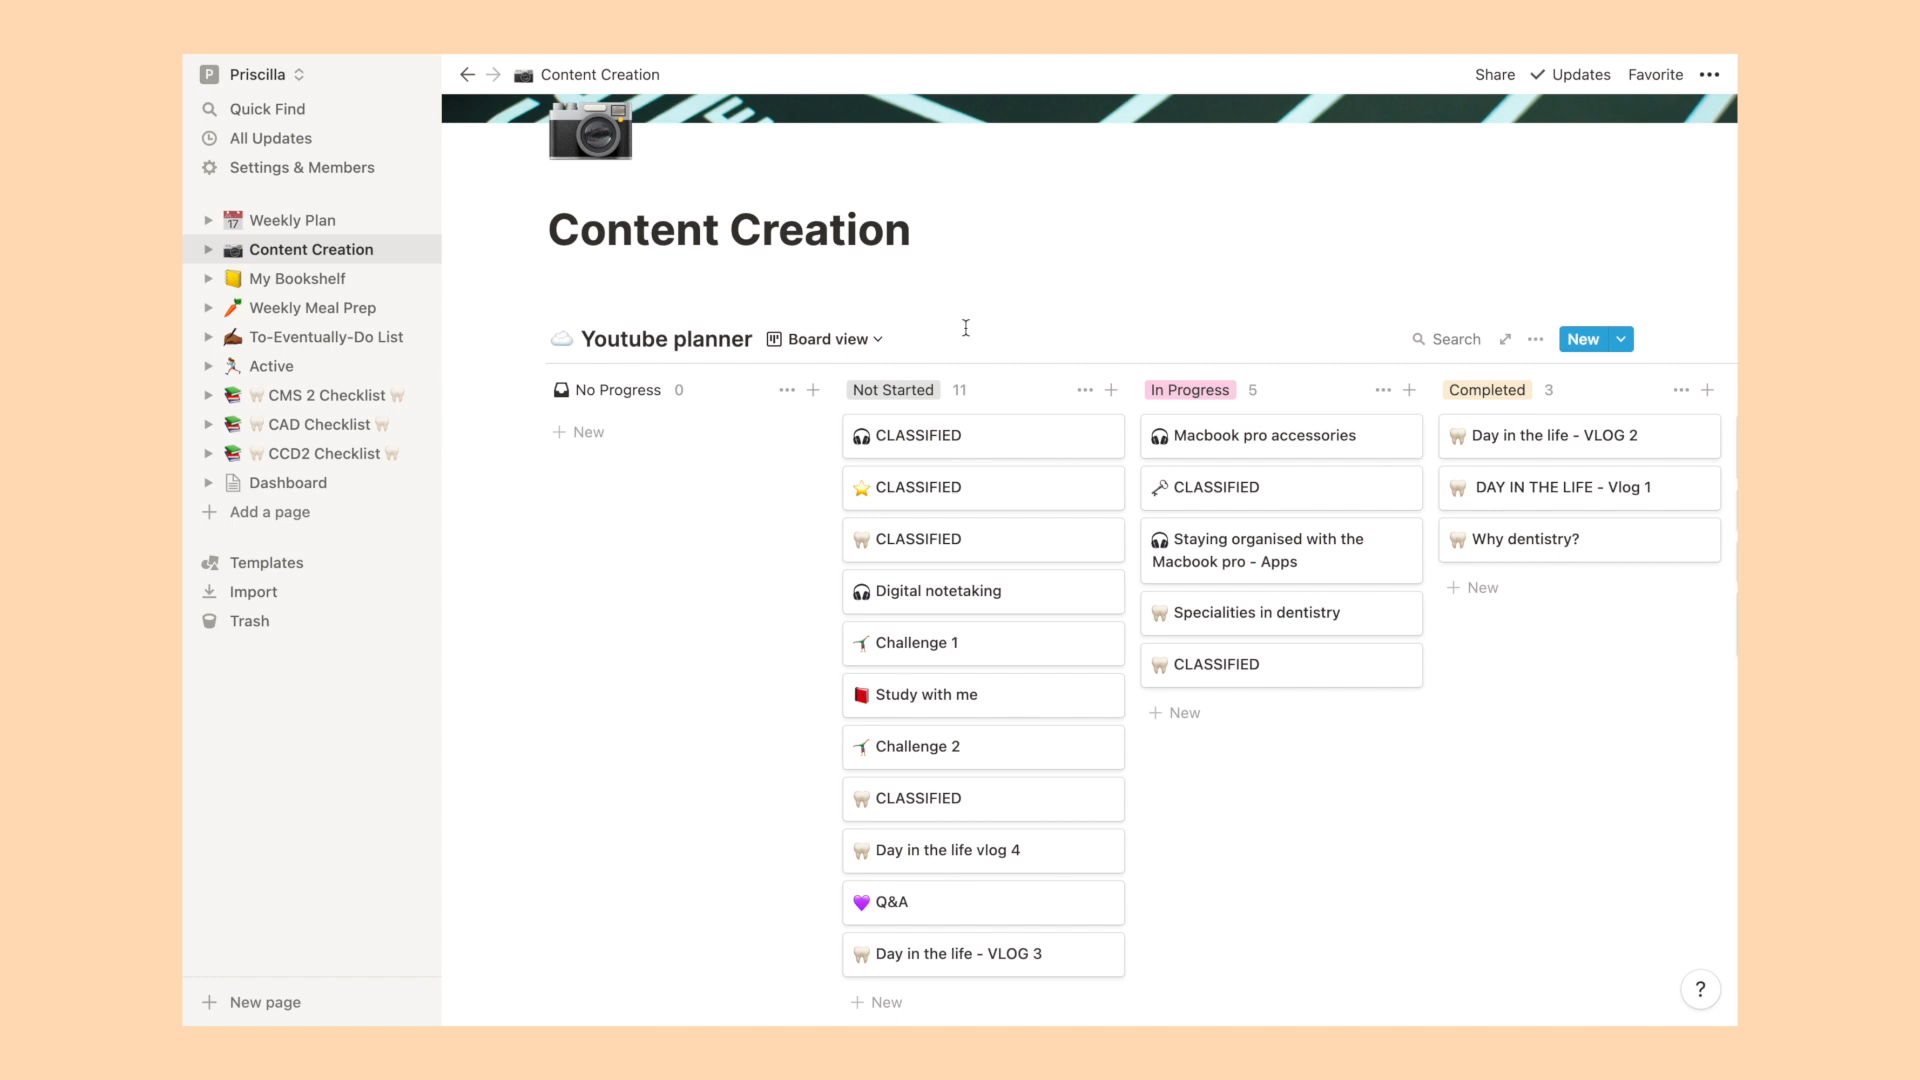 P Priscilla
Quick Find
All Updates
Settings & Members
17 Weekly Plan
Content Creation
My Bookshelf
Weekly Meal Prep
To-Eventually-Do List
Active
CMS 2 Checklist
CAD Checklist
CCD2 Checklist
Dashboard
Add a page
Templates
Import
Trash
New page
Content Creation
Share
Updates
Favorite
Content Creation
Youtube planner
Board view
Search
New
No Progress 0
New
Not Started 11
CLASSIFIED
CLASSIFIED
CLASSIFIED
Digital notetaking
Challenge 1
Study with me
Challenge 2
CLASSIFIED
Day in the life vlog 4
Q&A
Day in the life - VLOG 3
New
In Progress 5
Macbook pro accessories
CLASSIFIED
Staying organised with the
Macbook pro - Apps
Specialities in dentistry
CLASSIFIED
New
Completed 3
Day in the life - VLOG 2
DAY IN THE LIFE - Vlog 1
Why dentistry?
New
?